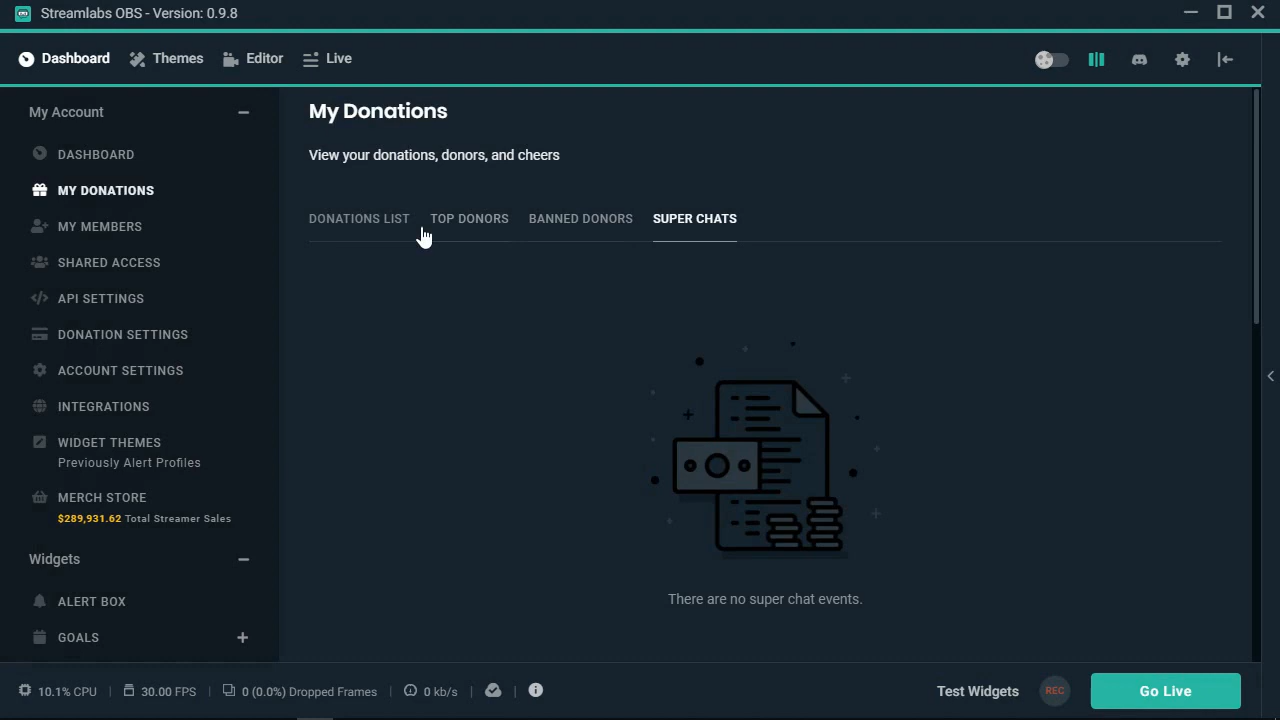 Streamlabs OBS - Version: 0.9.8
Dashboard Themes Editor Live
My Account
DASHBOARD
MY DONATIONS
MY MEMBERS
SHARED ACCESS
API SETTINGS
DONATION SETTINGS
ACCOUNT SETTINGS
INTEGRATIONS
WIDGET THEMES
Previously Alert Profiles
MERCH STORE
$289,931.62 Total Streamer Sales
Widgets
ALERT BOX
GOALS
My Donations
View your donations, donors, and cheers
DONATIONS LIST TOP DONORS BANNED DONORS SUPER CHATS
There are no super chat events.
10.1% CPU 30.00 FPS 0 (0.0%) Dropped Frames 0 kb/s Test Widgets REC Go Live